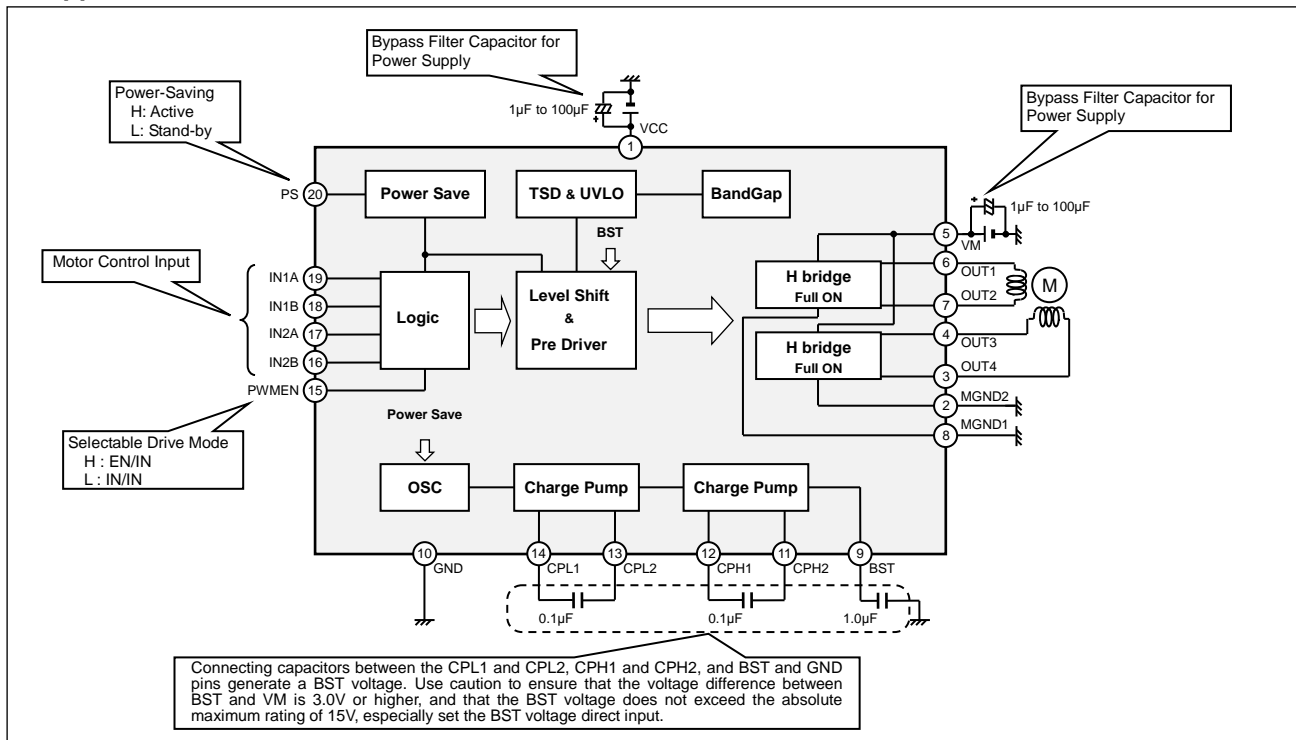 Bypass Filter Capacitor for
Power Supply
Power-Saving
H: Active
L: Stand-by
1µF to 100µF
+
VCC
1
Bypass Filter Capacitor for
Power Supply
PS
20
Power Save
TSD & UVLO
BandGap
+
1µF to 100µF
BST
5
VM
Motor Control Input
IN1A
19
IN1B
18
IN2A
17
IN2B
16
PWMEN
15
Logic
Level Shift
&
Pre Driver
H bridge
Full ON
H bridge
Full ON
6
OUT1
7
OUT2
M
4
OUT3
3
OUT4
2
MGND2
8
MGND1
Selectable Drive Mode
H : EN/IN
L : IN/IN
Power Save
OSC
Charge Pump
Charge Pump
10
GND
14
CPL1
13
CPL2
12
CPH1
11
CPH2
9
BST
0.1µF
0.1µF
1.0µF
Connecting capacitors between the CPL1 and CPL2, CPH1 and CPH2, and BST and GND
pins generate a BST voltage. Use caution to ensure that the voltage difference between
BST and VM is 3.0V or higher, and that the BST voltage does not exceed the absolute
maximum rating of 15V, especially set the BST voltage direct input.